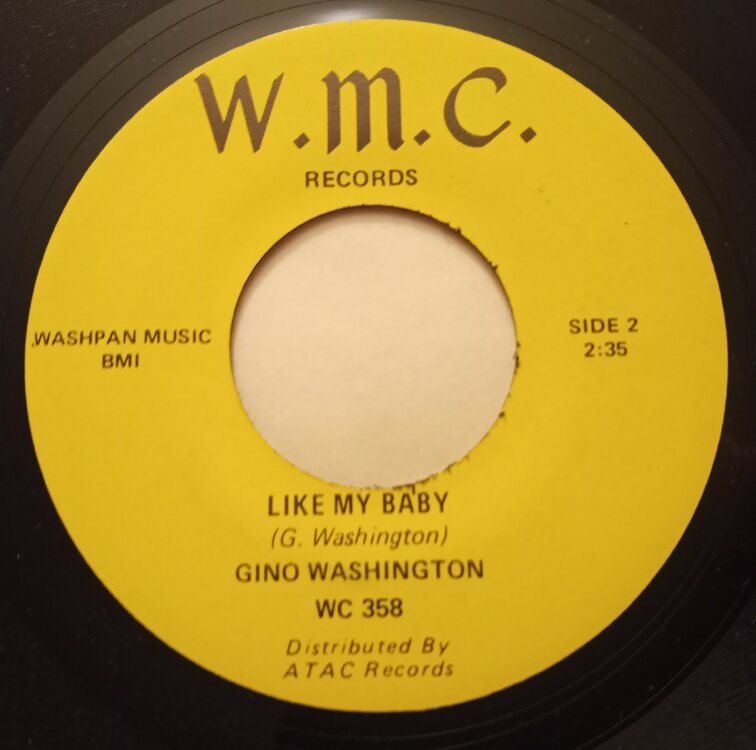 W.M.C.
RECORDS
WASHPAN MUSIC
BMI
SIDE 2
2:35
LIKE MY BABY
(G. Washington)
GINO WASHINGTON
WC 358
Distributed By
ATAC Records